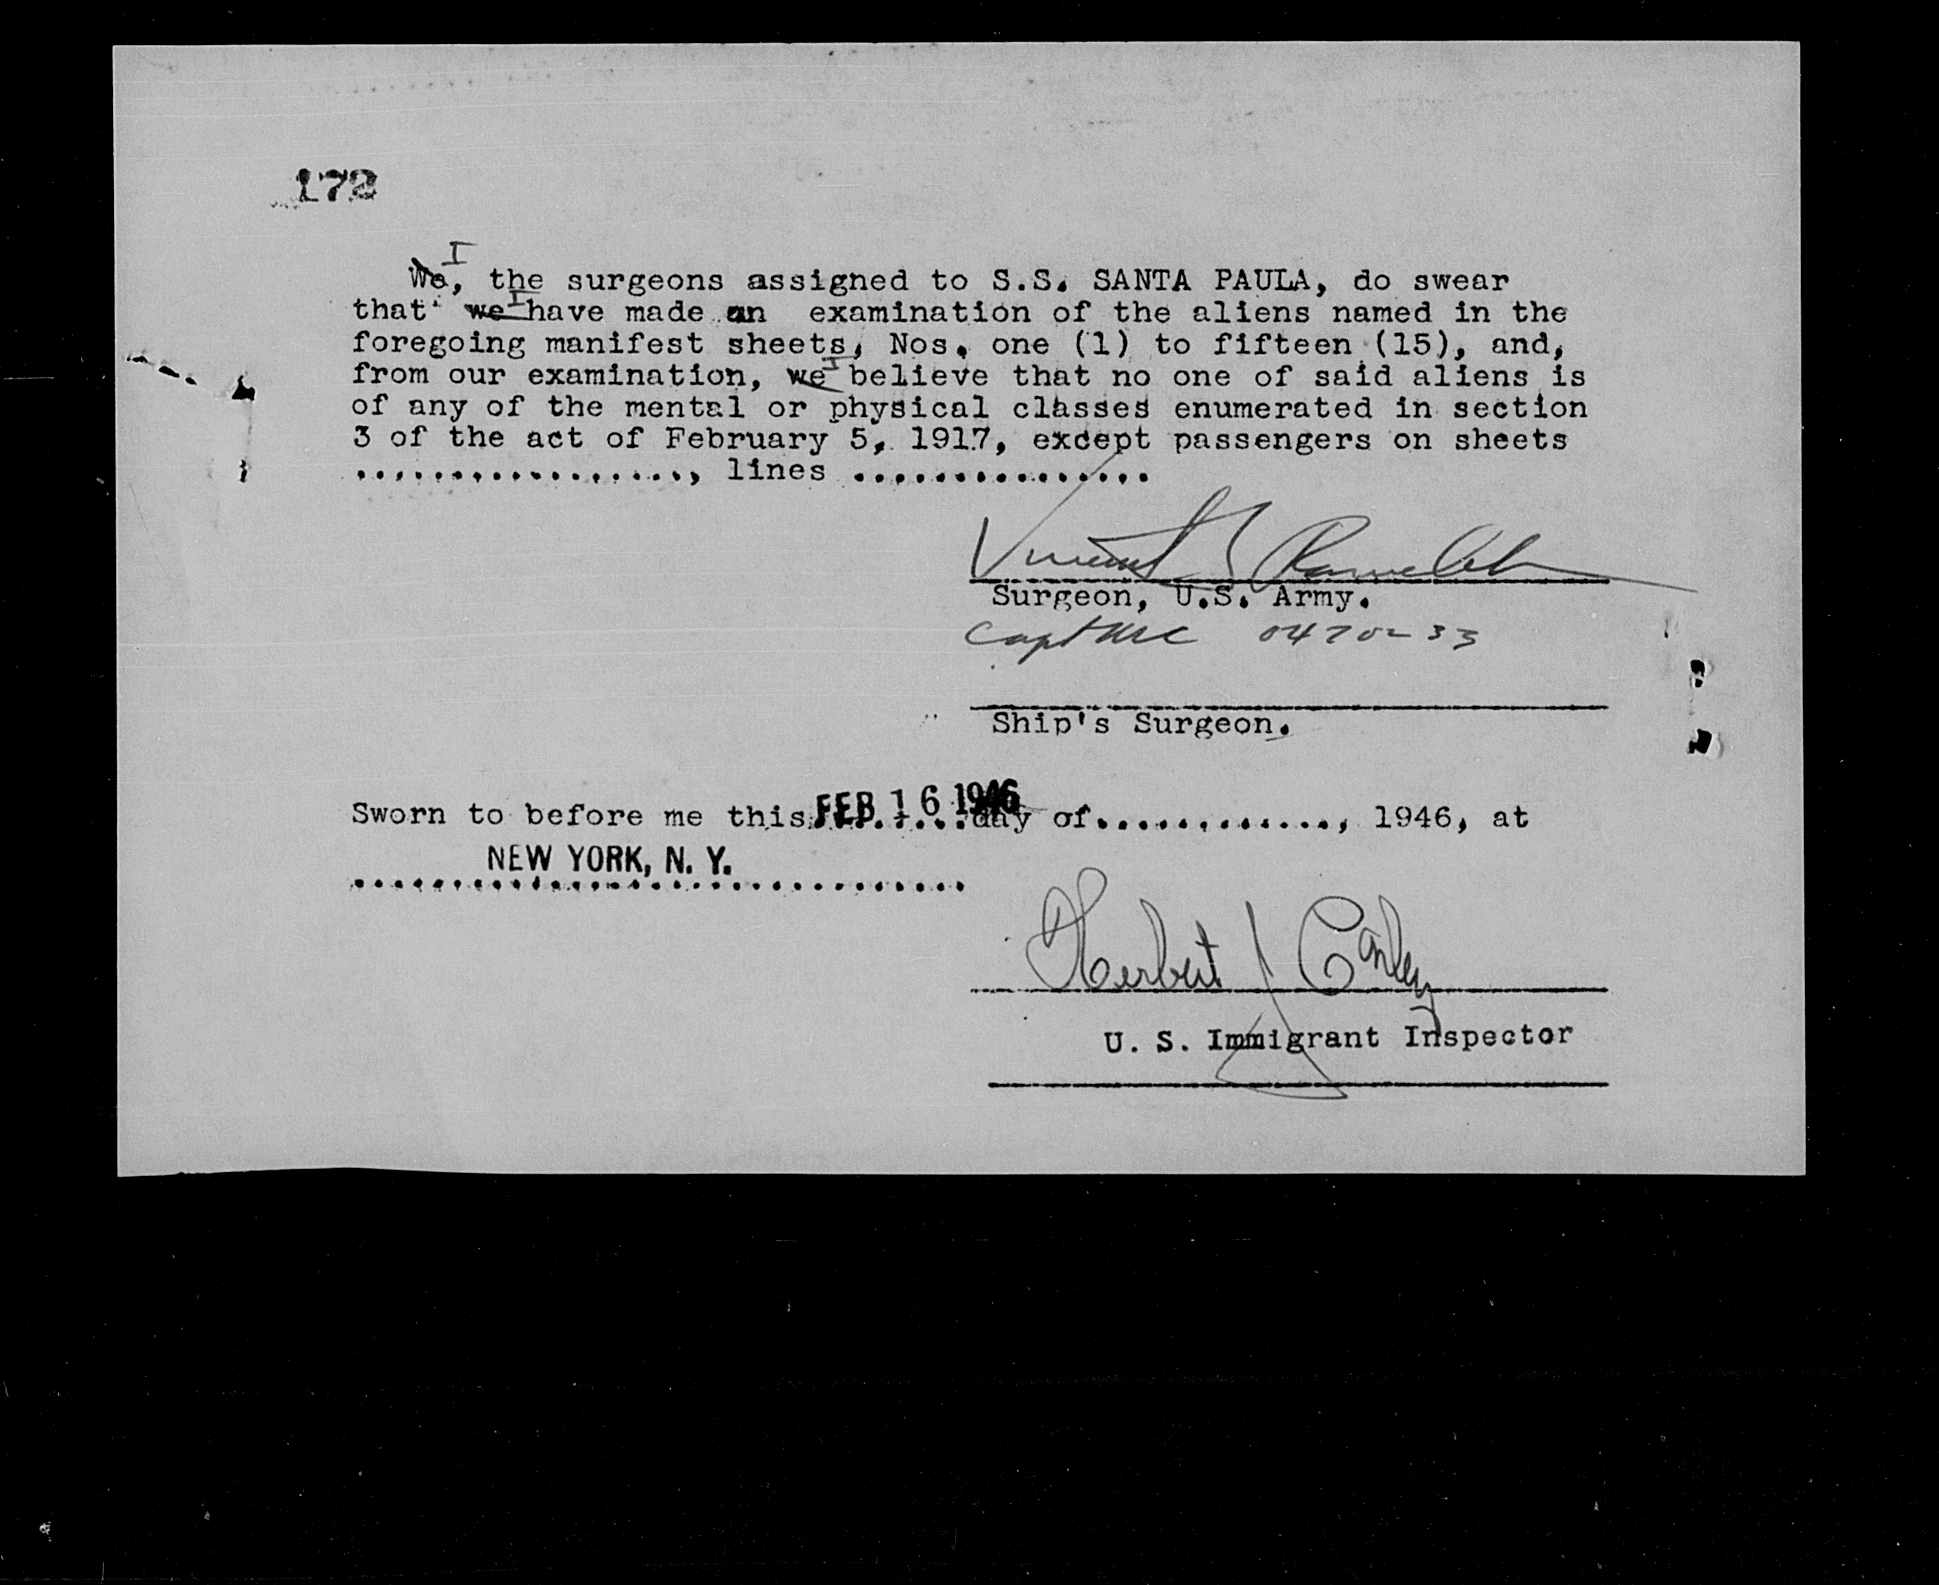 172
I
We, the surgeons assigned to S.S. SANTA PAULA, do swear
that we I have made an examination of the aliens named in the
foregoing manifest sheets, Nos. one (1) to fifteen (15), and,
from our examination, we I believe that no one of said aliens is
of any of the mental or physical classes enumerated in section
3 of the act of February 5, 1917, except passengers on sheets
................., lines ...............
Vincent
Surgeon, U.S. Army.
Capt MC 0470233
Ship's Surgeon.
Sworn to before me this FEB 16 1946 day of............, 1946, at
NEW YORK, N. Y.
Herbert J Conley
U. S. Immigrant Inspector